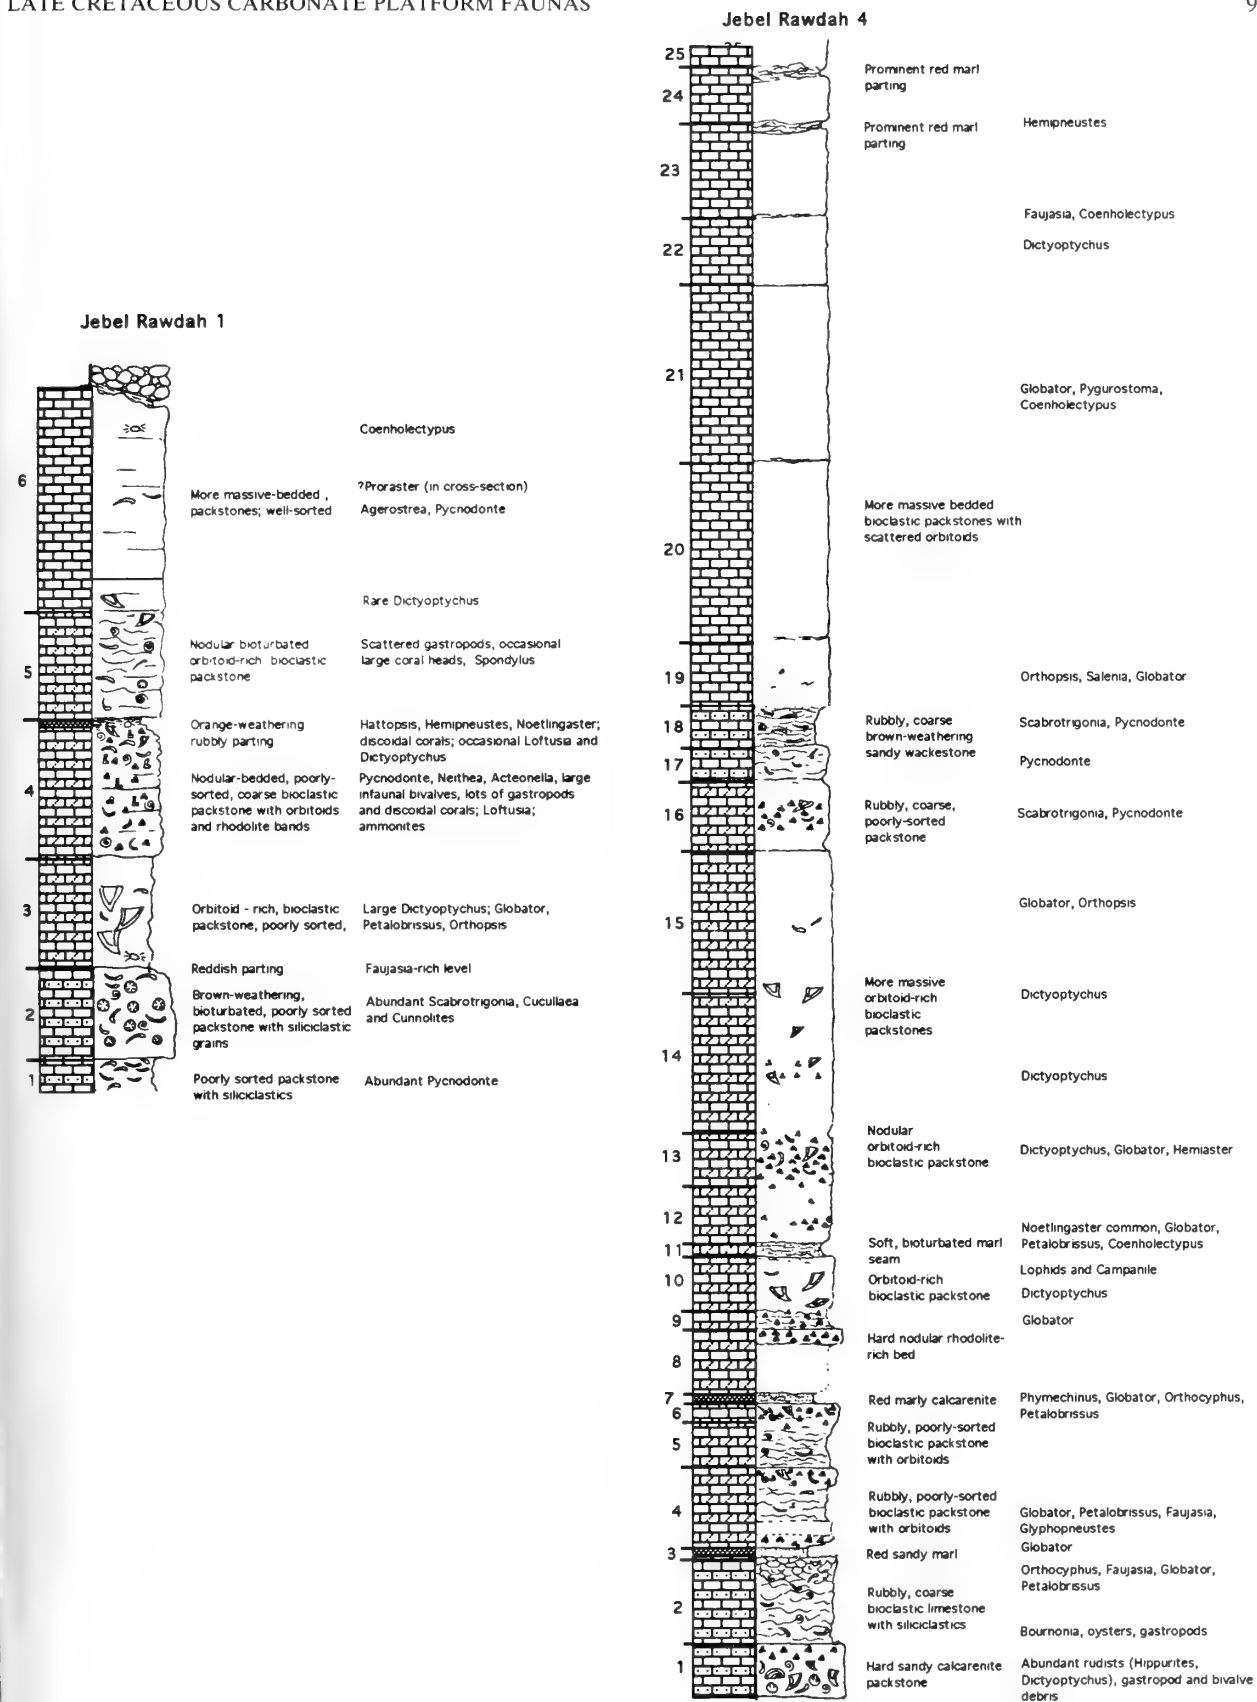 LATE CRETACEOUS CARBONATE PLATFORM FAUNAS
9
Jebel Rawdah 1
6
Coenholectypus
?Proraster (in cross-section)
More massive-bedded ,
packstones; well-sorted
Agerostrea, Pycnodonte
Rare Dictyoptychus
5
Nodular bioturbated
orbitoid-rich bioclastic
packstone
Scattered gastropods, occasional
large coral heads, Spondylus
Orange-weathering
rubbly parting
Hattopsis, Hemipneustes, Noetlingaster;
discoidal corals; occasional Loftusia and
Dictyoptychus
4
Nodular-bedded, poorly-
sorted, coarse bioclastic
packstone with orbitoids
and rhodolite bands
Pycnodonte, Neithea, Acteonella, large
infaunal bivalves, lots of gastropods
and discoidal corals; Loftusia;
ammonites
3
Orbitoid - rich, bioclastic
packstone, poorly sorted,
Large Dictyoptychus; Globator,
Petalobrissus, Orthopsis
Reddish parting
Faujasia-rich level
2
Brown-weathering,
bioturbated, poorly sorted
packstone with siliciclastic
grains
Abundant Scabrotrigonia, Cucullaea
and Cunnolites
1
Poorly sorted packstone
with siliciclastics
Abundant Pycnodonte
Jebel Rawdah 4
25
Prominent red marl
parting
24
Hemipneustes
Prominent red marl
parting
23
Faujasia, Coenholectypus
22
Dictyoptychus
21
Globator, Pygurostoma,
Coenholectypus
20
More massive bedded
bioclastic packstones with
scattered orbitoids
19
Orthopsis, Salenia, Globator
18
Rubbly, coarse
brown-weathering
sandy wackestone
Scabrotrigonia, Pycnodonte
17
Pycnodonte
16
Rubbly, coarse,
poorly-sorted
packstone
Scabrotrigonia, Pycnodonte
15
Globator, Orthopsis
More massive
orbitoid-rich
bioclastic
packstones
Dictyoptychus
14
Dictyoptychus
13
Nodular
orbitoid-rich
bioclastic packstone
Dictyoptychus, Globator, Hemiaster
12
Noetlingaster common, Globator,
Petalobrissus, Coenholectypus
11
Soft, bioturbated marl
seam
Lophids and Campanile
10
Orbitoid-rich
bioclastic packstone
Dictyoptychus
9
Globator
Hard nodular rhodolite-
rich bed
8
7
Red marly calcarenite
Phymechinus, Globator, Orthocyphus,
Petalobrissus
6
5
Rubbly, poorly-sorted
bioclastic packstone
with orbitoids
4
Rubbly, poorly-sorted
bioclastic packstone
with orbitoids
Globator, Petalobrissus, Faujasia,
Glyphopneustes
Globator
3
Red sandy marl
Orthocyphus, Faujasia, Globator,
Petalobrissus
2
Rubbly, coarse
bioclastic limestone
with siliciclastics
Bournonia, oysters, gastropods
1
Hard sandy calcarenite
packstone
Abundant rudists (Hippurites,
Dictyoptychus), gastropod and bivalve
debris